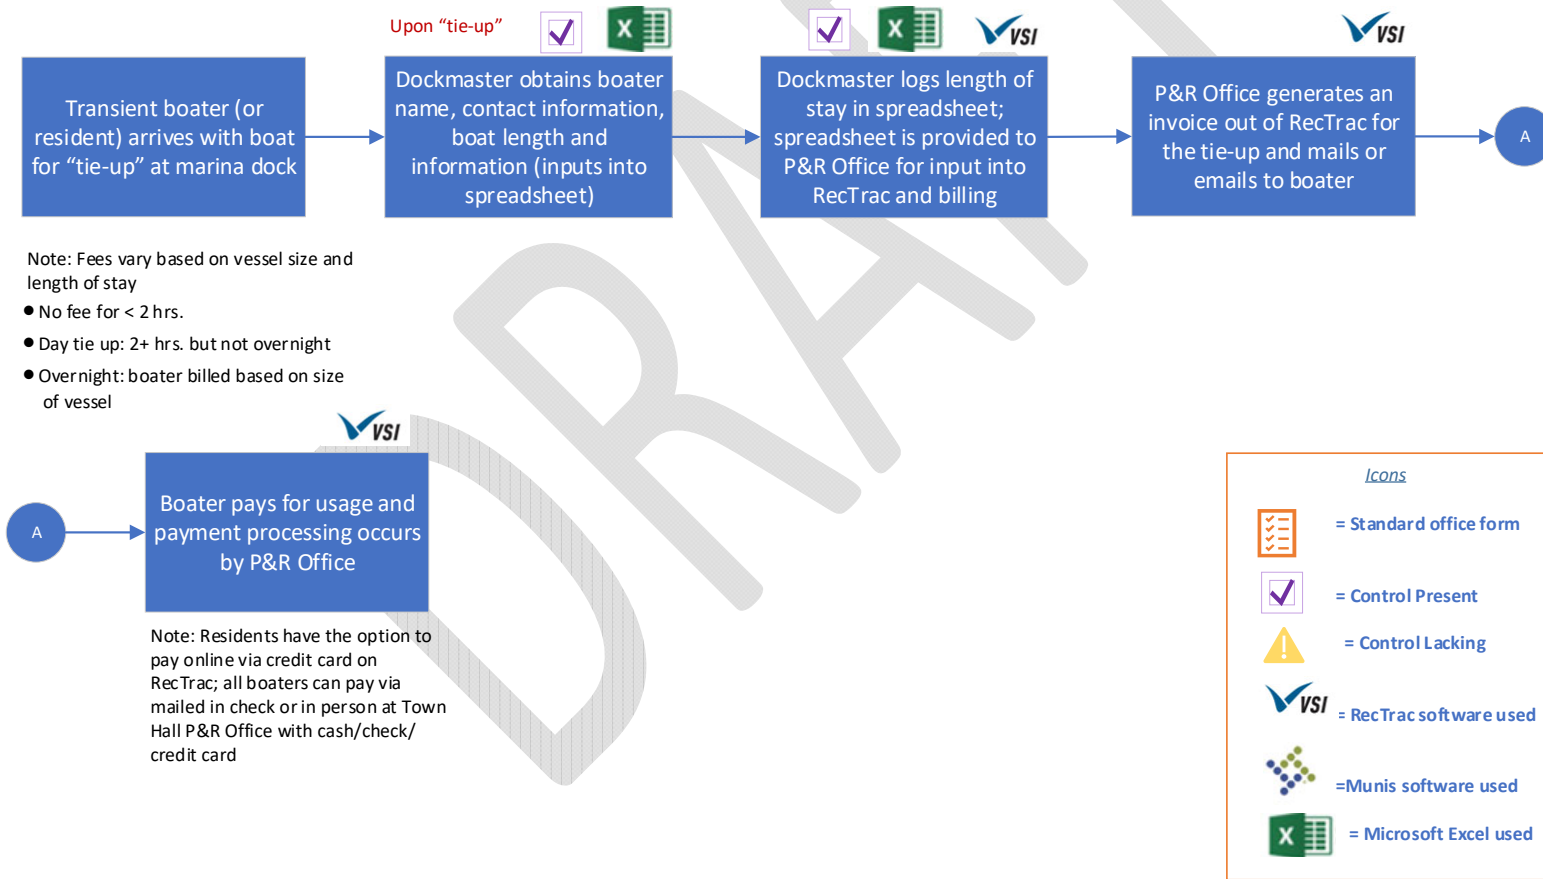 Upon “tie-up”
X
X
VSI
VSI
Transient boater (or
resident) arrives with boat
for “tie-up” at marina dock
Dockmaster obtains boater
name, contact information,
boat length and
information (inputs into
spreadsheet)
Dockmaster logs length of
stay in spreadsheet;
spreadsheet is provided to
P&R Office for input into
RecTrac and billing
P&R Office generates an
invoice out of RecTrac for
the tie-up and mails or
emails to boater
A
Note: Fees vary based on vessel size and
length of stay
● No fee for < 2 hrs.
● Day tie up: 2+ hrs. but not overnight
● Overnight: boater billed based on size
of vessel
VSI
A
Boater pays for usage and
payment processing occurs
by P&R Office
Note: Residents have the option to
pay online via credit card on
RecTrac; all boaters can pay via
mailed in check or in person at Town
Hall P&R Office with cash/check/
credit card
Icons
= Standard office form
= Control Present
= Control Lacking
VSI = RecTrac software used
=Munis software used
X = Microsoft Excel used
DRAFT